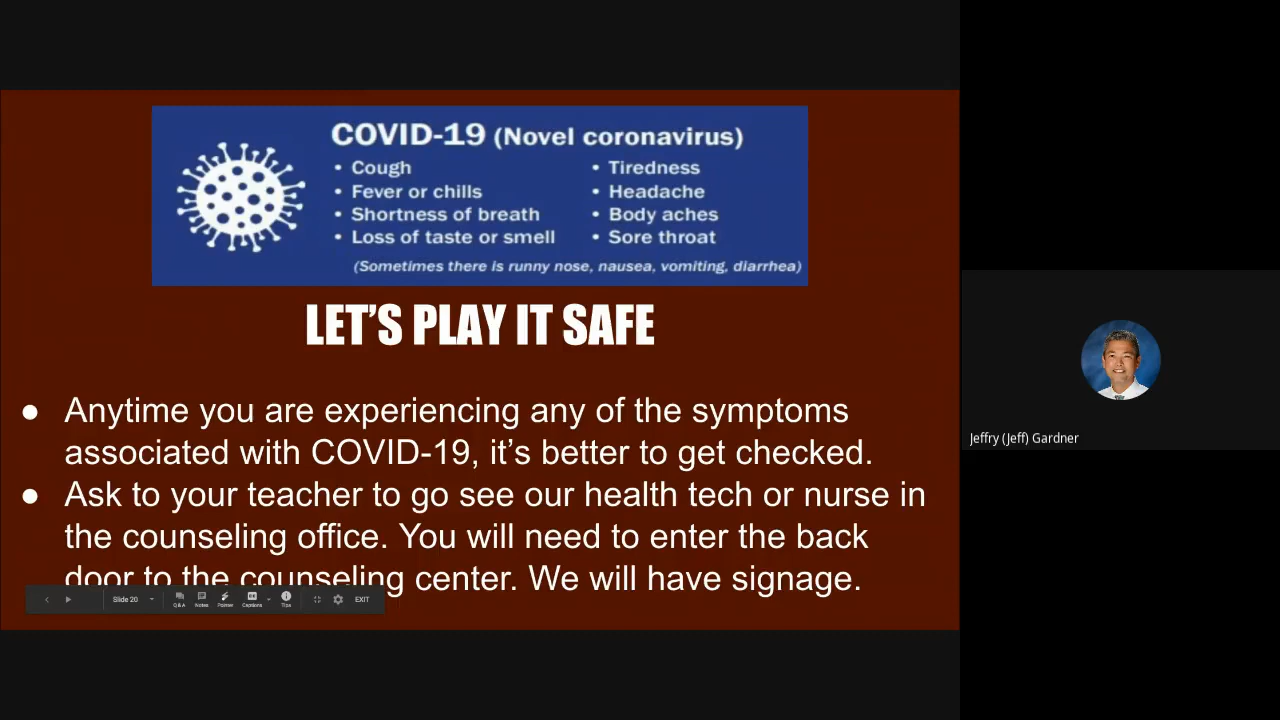 COVID-19 (Novel coronavirus)
• Cough
• Fever or chills
• Shortness of breath
• Loss of taste or smell
• Tiredness
• Headache
• Body aches
• Sore throat
(Sometimes there is runny nose, nausea, vomiting, diarrhea)
LET'S PLAY IT SAFE
● Anytime you are experiencing any of the symptoms
associated with COVID-19, it's better to get checked.
● Ask to your teacher to go see our health tech or nurse in
the counseling office. You will need to enter the back
door to the counseling center. We will have signage.
Slide 20
Q&A
Notes
Pointer
Captions
Tips
EXIT
Jeffry (Jeff) Gardner